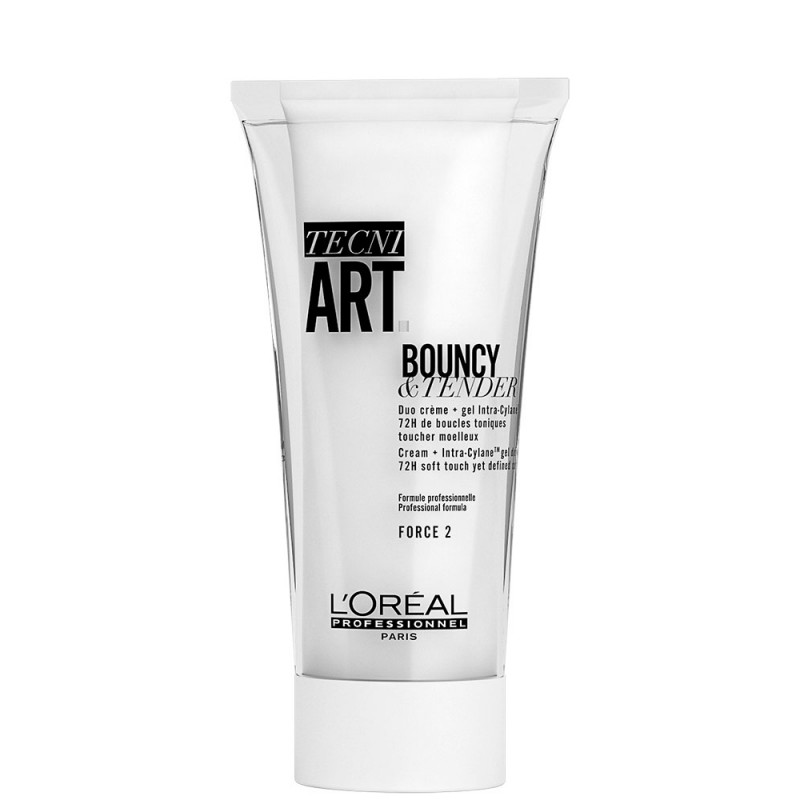 TECNI
ART.
BOUNCY
& TENDER
Duo crème + gel Intra-Cylane
72H de boucles toniques
toucher moelleux
Cream + Intra-Cylane™ gel
72H soft touch yet defined
Formule professionnelle
Professional formula
FORCE 2
L'ORÉAL
PROFESSIONNEL
PARIS